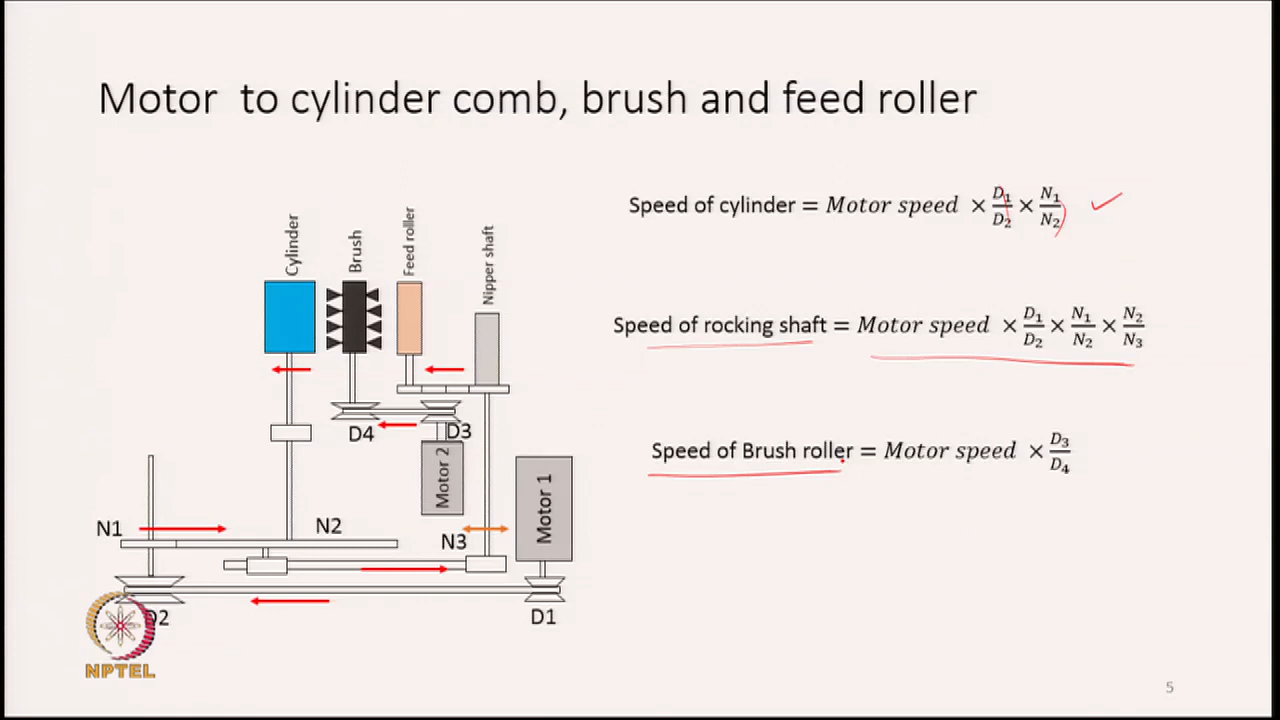 Motor to cylinder comb, brush and feed roller
Speed of cylinder = Motor speed × D₁/D₂ × N₁/N₂
Speed of rocking shaft = Motor speed × D₁/D₂ × N₁/N₂ × N₂/N₃
Speed of Brush roller = Motor speed × D₃/D₄
Cylinder
Brush
Feed roller
Nipper shaft
D4
D3
Motor 2
Motor 1
N1
N2
N3
D2
D1
NPTEL
5